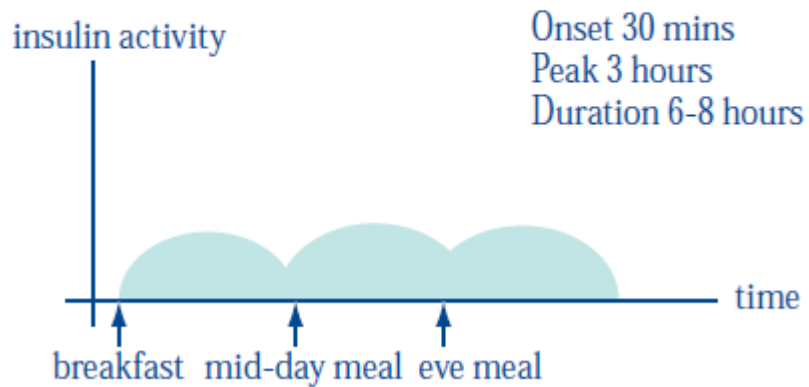 insulin activity
Onset 30 mins
Peak 3 hours
Duration 6-8 hours
time
breakfast mid-day meal eve meal